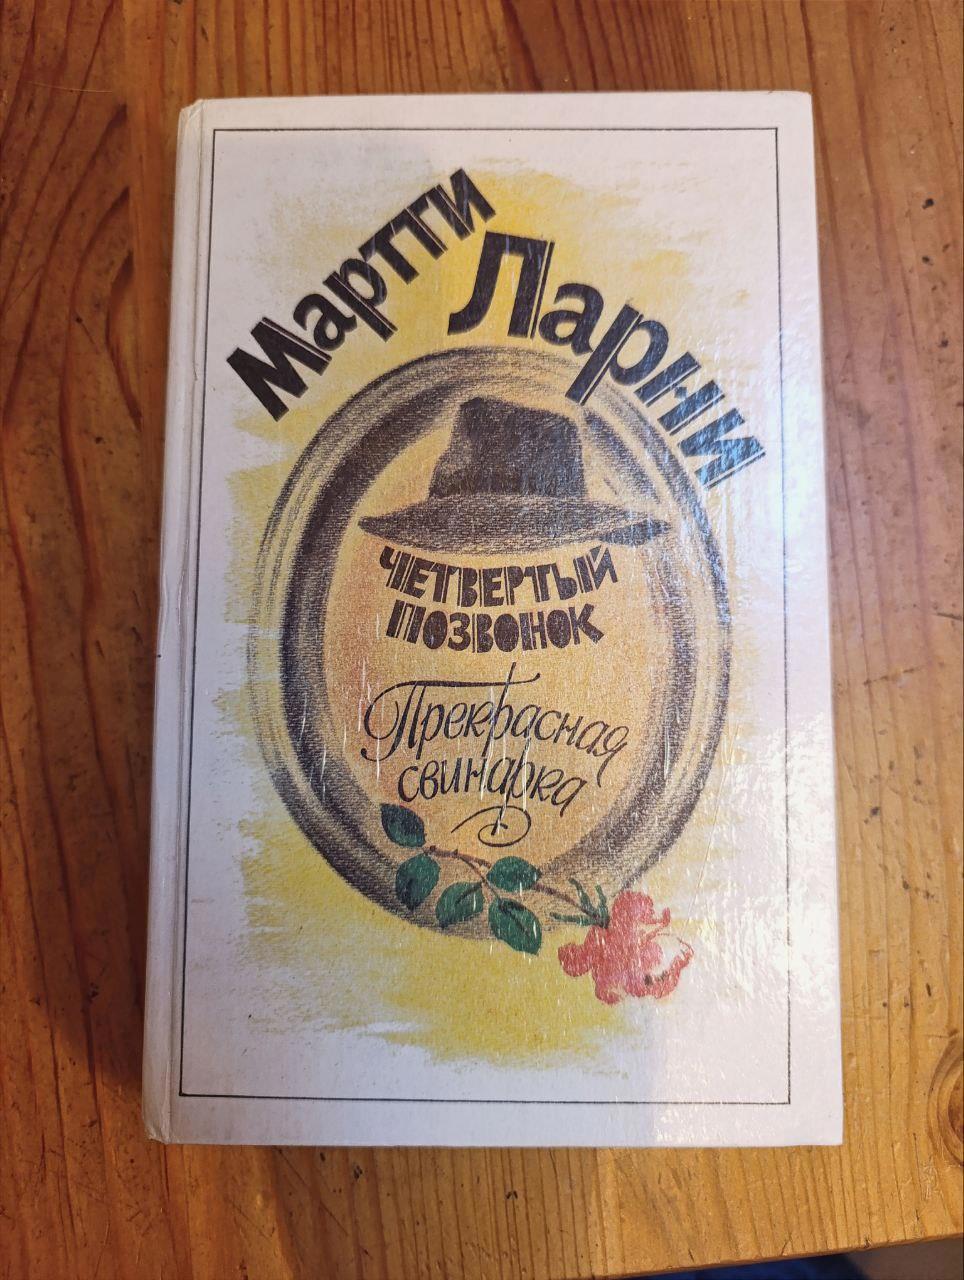 Мартти
Ларни
ЧЕТВЕРТЫЙ
ПОЗВОНОК
Прекрасная
свинарка